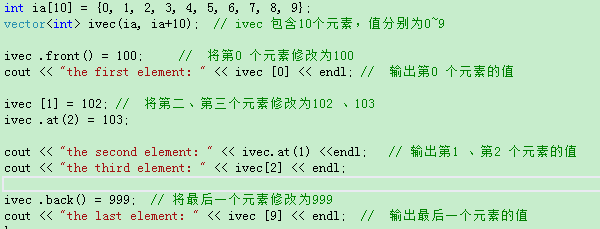 int ia[10] = {0, 1, 2, 3, 4, 5, 6, 7, 8, 9};
vector<int> ivec(ia, ia+10);  // ivec 包含10个元素，值分别为0~9
ivec .front() = 100;     //  将第0 个元素修改为100
cout << "the first element: " << ivec [0] << endl; //  输出第0 个元素的值
ivec [1] = 102; //  将第二、第三个元素修改为102 、103
ivec .at(2) = 103;
cout << "the second element: " << ivec.at(1) <<endl;   // 输出第1 、第2 个元素的值
cout << "the third element: " << ivec[2] << endl;
ivec .back() = 999; // 将最后一个元素修改为999
cout << "the last element: " << ivec [9] << endl;  //  输出最后一个元素的值